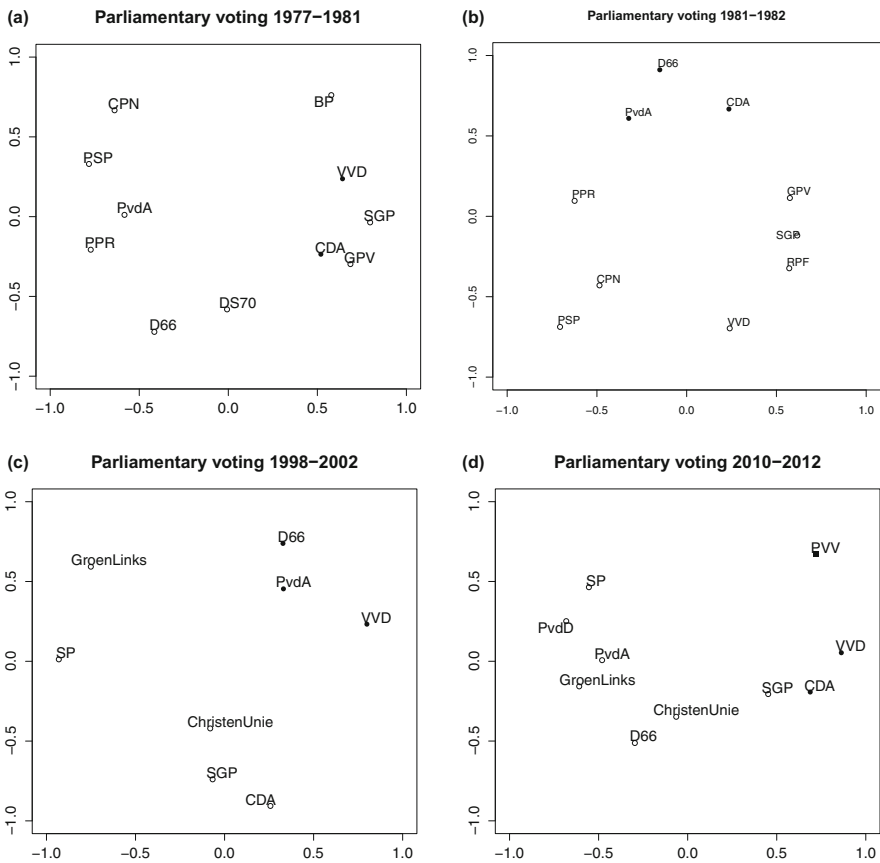 (a) Parliamentary voting 1977−1981
1.0
0.5
0.0
−0.5
−1.0
CPN
BP
PSP
VVD
PvdA
SGP
PPR
CDA
GPV
DS70
D66
−1.0 −0.5 0.0 0.5 1.0
(b) Parliamentary voting 1981−1982
1.0
0.5
0.0
−0.5
−1.0
D66
CDA
PvdA
PPR
GPV
SGP
RPF
CPN
PSP
VVD
−1.0 −0.5 0.0 0.5 1.0
(c) Parliamentary voting 1998−2002
1.0
0.5
0.0
−0.5
−1.0
D66
GroenLinks
PvdA
VVD
SP
ChristenUnie
SGP
CDA
−1.0 −0.5 0.0 0.5 1.0
(d) Parliamentary voting 2010−2012
1.0
0.5
0.0
−0.5
−1.0
PVV
SP
PvdD
PvdA
VVD
GroenLinks
SGP
CDA
ChristenUnie
D66
−1.0 −0.5 0.0 0.5 1.0